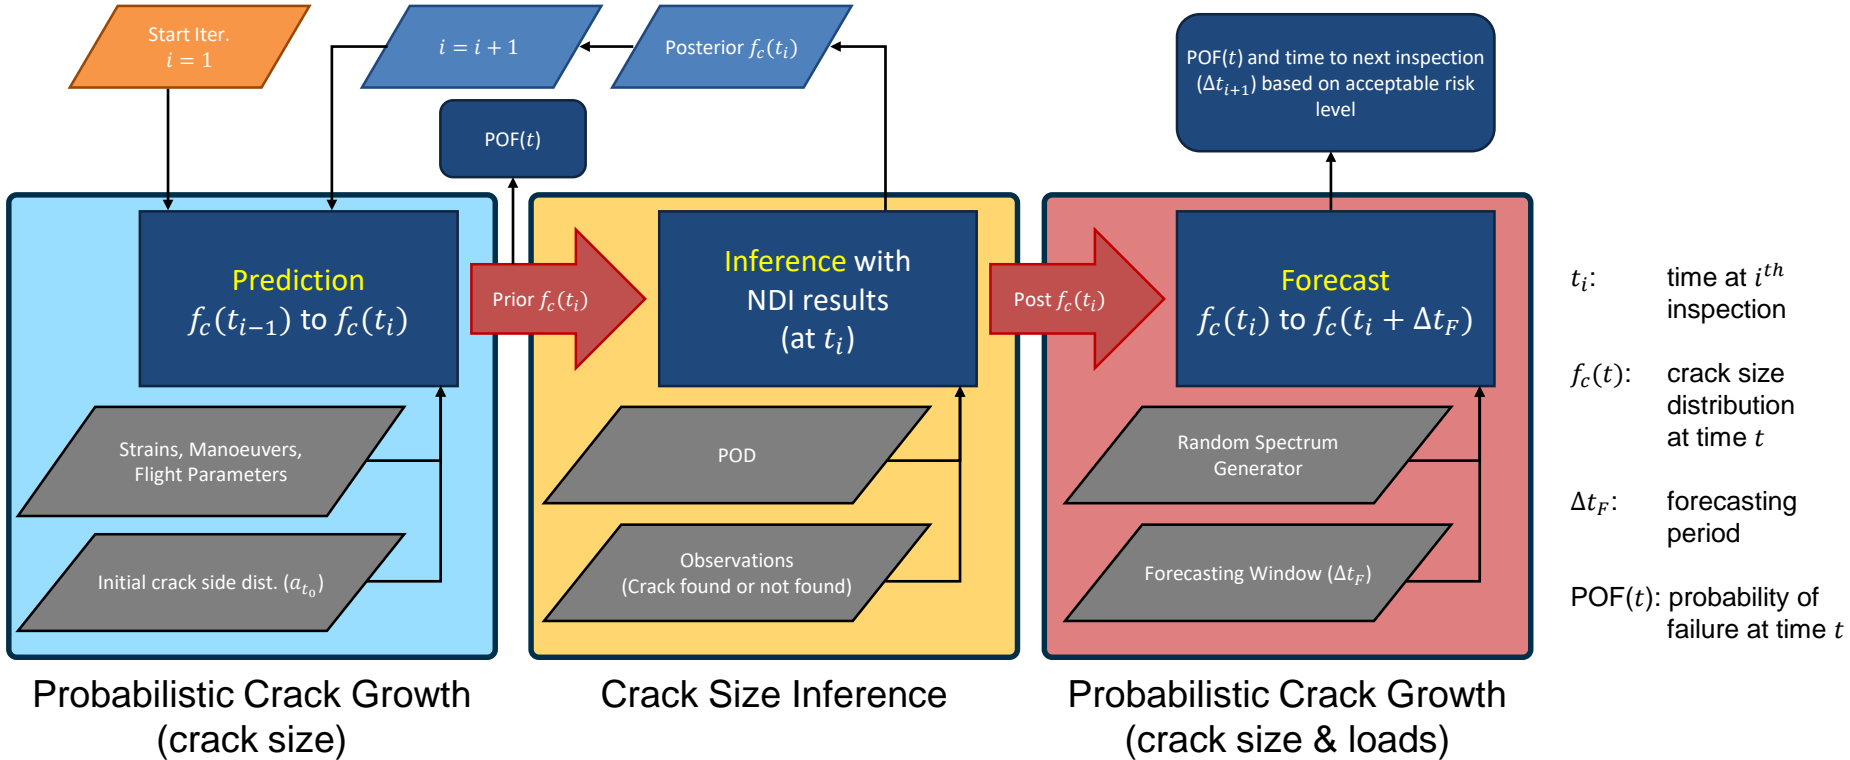 Start Iter.
i = 1
i = i + 1
Posterior f_c(t_i)
POF(t)
POF(t) and time to next inspection
(Δt_{i+1}) based on acceptable risk
level
Prediction
f_c(t_{i−1}) to f_c(t_i)
Prior f_c(t_i)
Inference with
NDI results
(at t_i)
Post f_c(t_i)
Forecast
f_c(t_i) to f_c(t_i + Δt_F)
Strains, Manoeuvers,
Flight Parameters
Initial crack side dist. (a_{t_0})
POD
Observations
(Crack found or not found)
Random Spectrum
Generator
Forecasting Window (Δt_F)
Probabilistic Crack Growth
(crack size)
Crack Size Inference
Probabilistic Crack Growth
(crack size & loads)
t_i: time at i^{th}
inspection
f_c(t): crack size
distribution
at time t
Δt_F: forecasting
period
POF(t): probability of
failure at time t